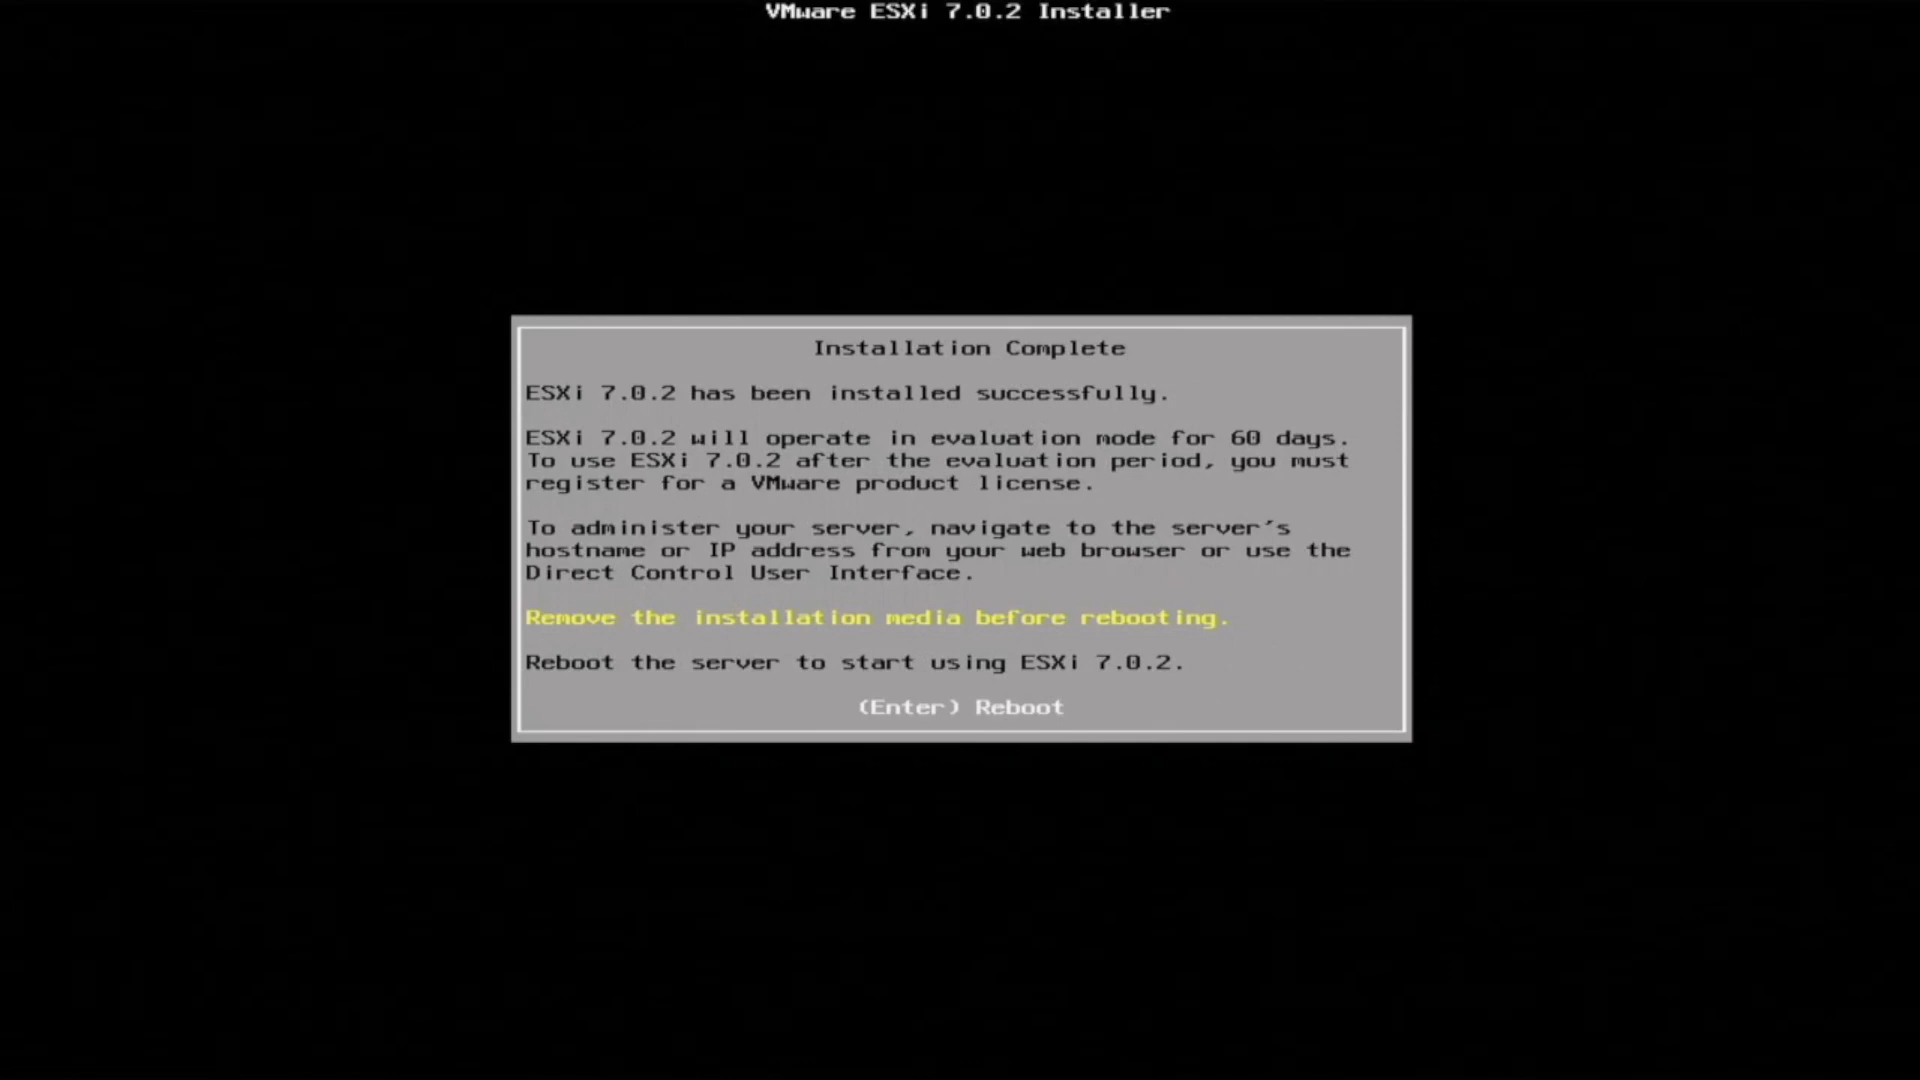 VMware ESXi 7.0.2 Installer
Installation Complete
ESXi 7.0.2 has been installed successfully.
ESXi 7.0.2 will operate in evaluation mode for 60 days.
To use ESXi 7.0.2 after the evaluation period, you must
register for a VMware product license.
To administer your server, navigate to the server's
hostname or IP address from your web browser or use the
Direct Control User Interface.
Remove the installation media before rebooting.
Reboot the server to start using ESXi 7.0.2.
(Enter) Reboot